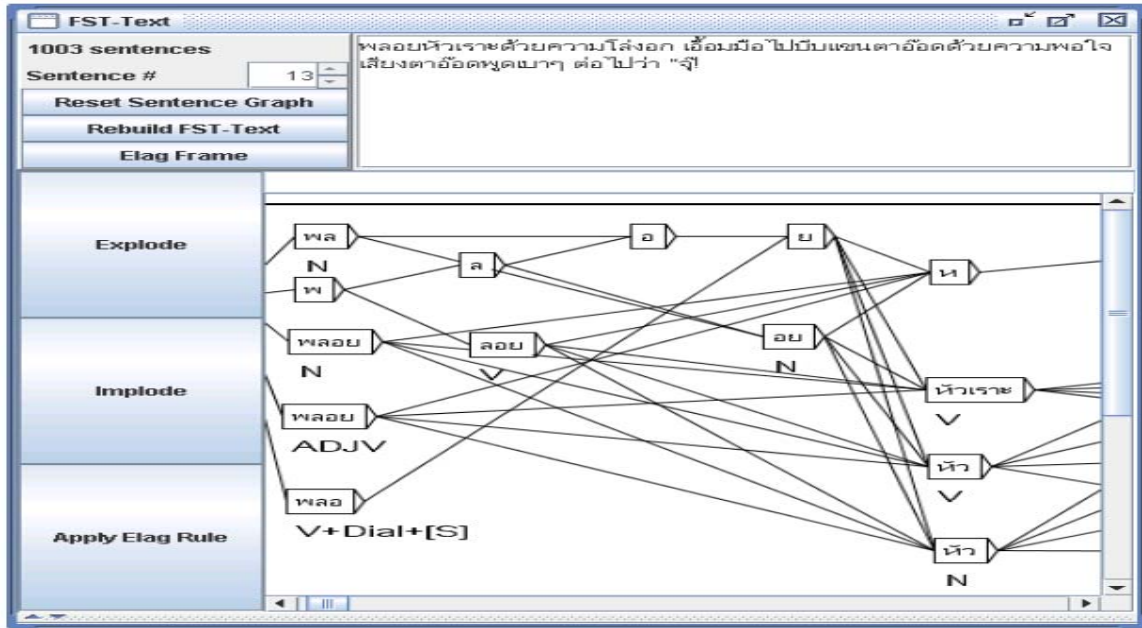 FST-Text
1003 sentences
Sentence # 13
Reset Sentence Graph
Rebuild FST-Text
Elag Frame
พลอยหัวเราะด้วยความโล่งอก เอื้อมมือไปบีบแขนตาอ๊อดด้วยความพอใจ
เสียงตาอ๊อดพูดเบาๆ ต่อไปว่า "จุ๊!
Explode
Implode
Apply Elag Rule
พล
N
พ
ล
อ
ย
ห
พลอย
N
ลอย
V
อย
N
หัวเราะ
V
พลอย
ADJV
หัว
V
พลอ
V+Dial+[S]
หัว
N